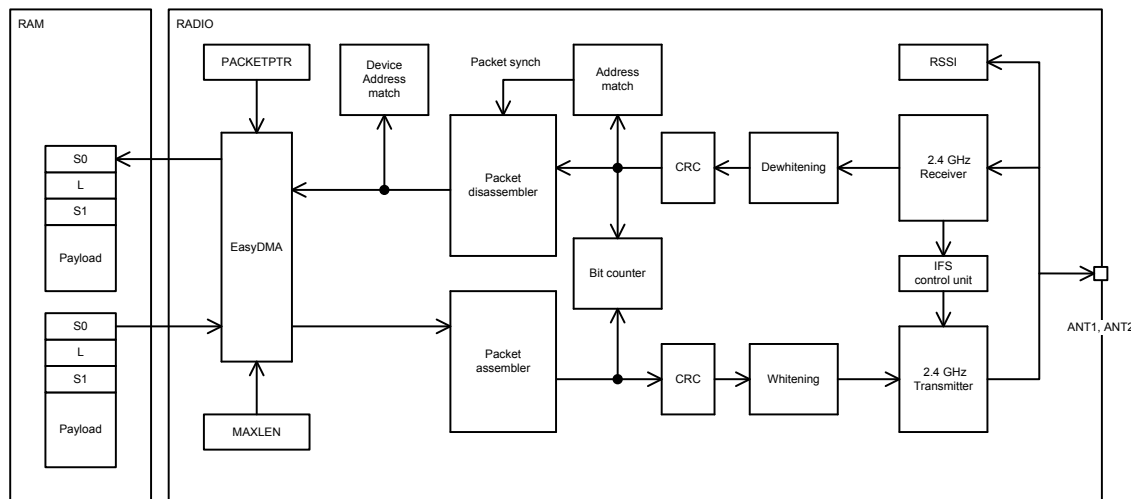 RAM
RADIO
PACKETPTR
Device
Address
match
Packet synch
Address
match
RSSI
S0
L
S1
Payload
EasyDMA
Packet
disassembler
CRC
Dewhitening
2.4 GHz
Receiver
Bit counter
IFS
control unit
ANT1, ANT2
S0
L
S1
Payload
Packet
assembler
CRC
Whitening
2.4 GHz
Transmitter
MAXLEN